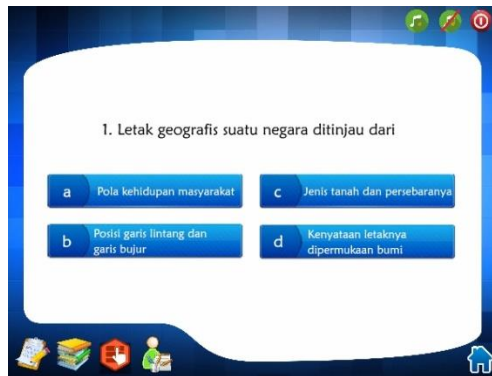 1. Letak geografis suatu negara ditinjau dari
a Pola kehidupan masyarakat
b Posisi garis lintang dan
garis bujur
c Jenis tanah dan persebaranya
d Kenyataan letaknya
dipermukaan bumi